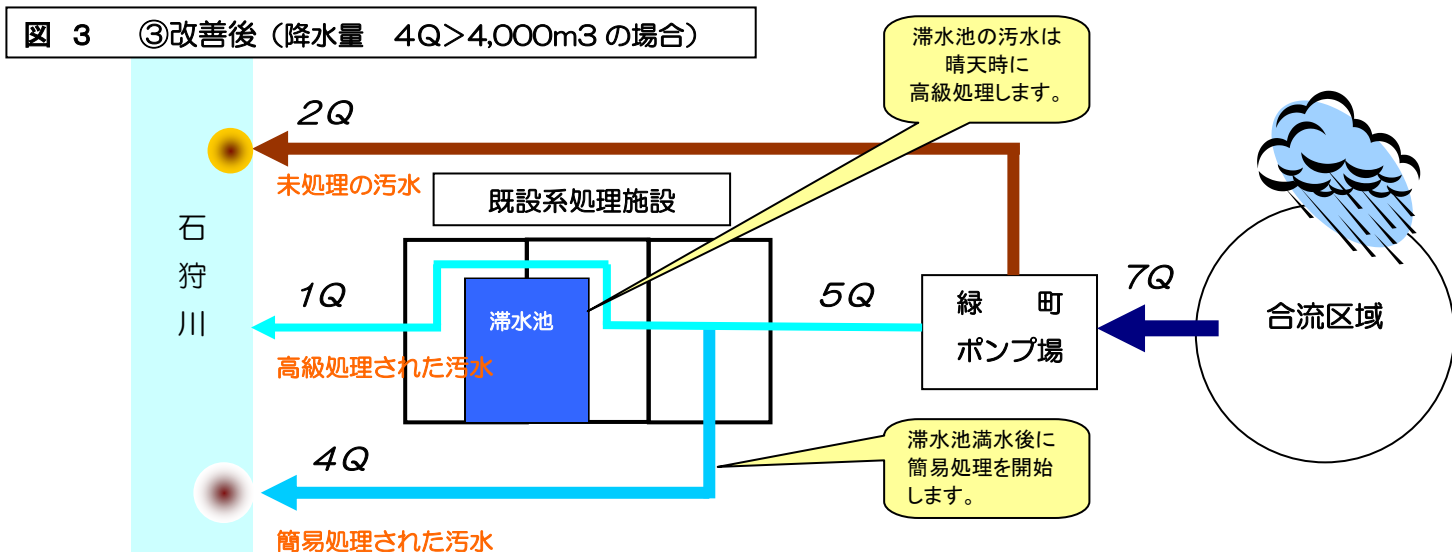 図 3 ③改善後（降水量 4Q＞4,000m3 の場合）
滞水池の汚水は
晴天時に
高級処理します。
2Q
未処理の汚水
既設系処理施設
石
狩
川
1Q
滞水池
5Q
緑 町
ポンプ場
7Q
合流区域
高級処理された汚水
4Q
滞水池満水後に
簡易処理を開始
します。
簡易処理された汚水